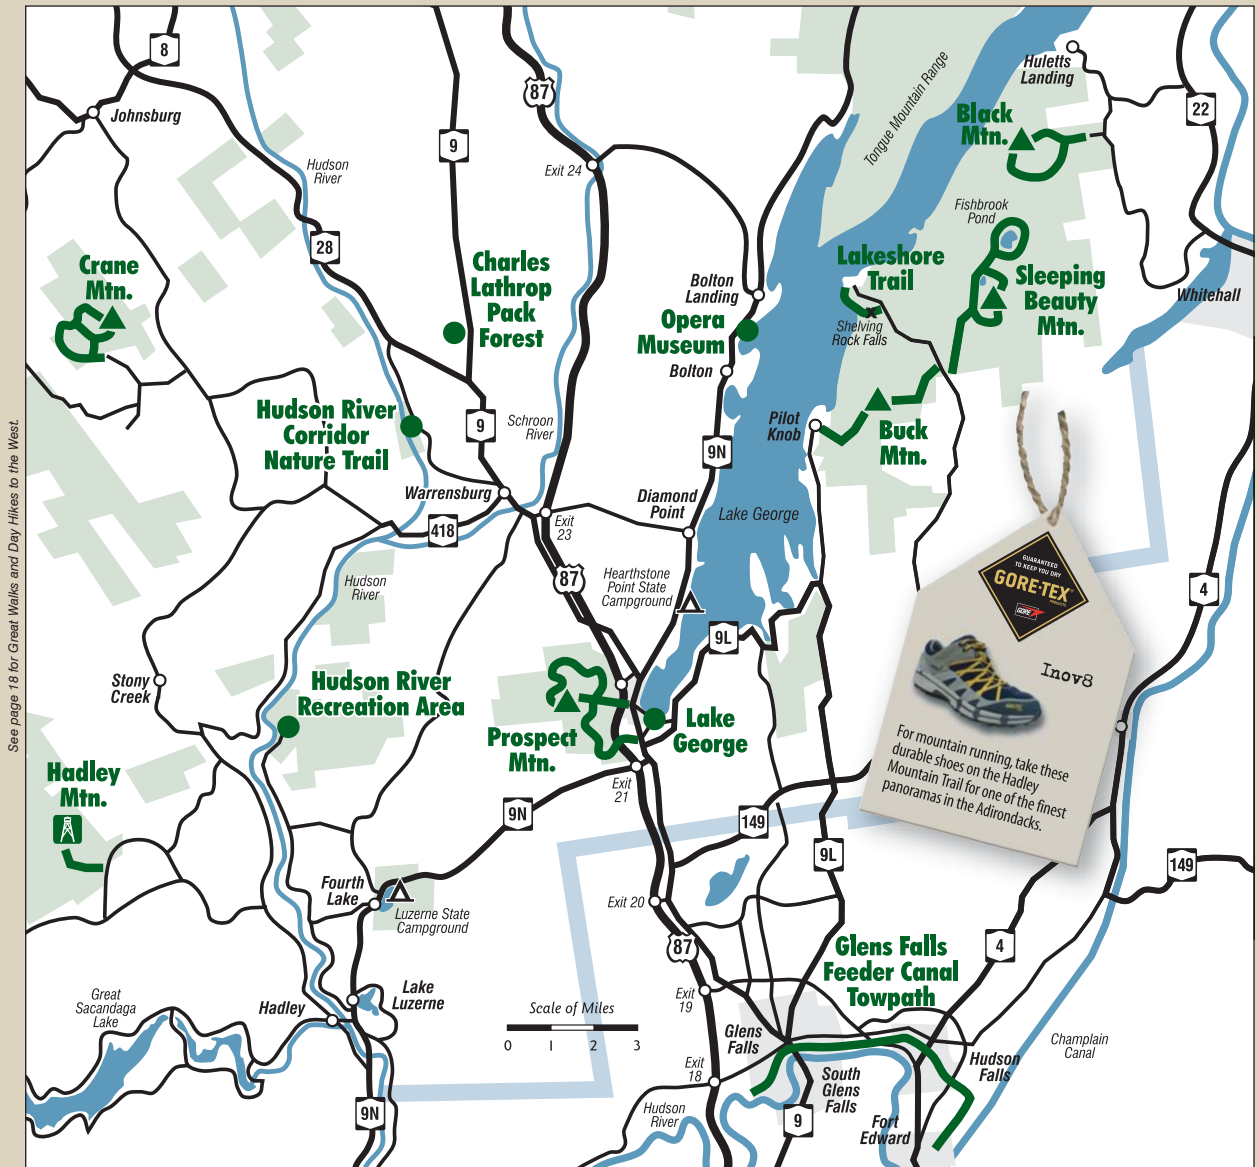 8
Johnsburg
Hudson
River
9
87
Exit 24
Tongue Mountain Range
Huletts
Landing
22
Black
Mtn.
Fishbrook
Pond
28
Crane
Mtn.
Charles
Lathrop
Pack
Forest
Bolton
Landing
Opera
Museum
Bolton
Lakeshore
Trail
x
Shelving
Rock Falls
Sleeping
Beauty
Mtn.
Whitehall
Hudson River
Corridor
Nature Trail
9
Schroon
River
9N
Pilot
Knob
Buck
Mtn.
Warrensburg
418
Exit
23
Diamond
Point
Lake George
See page 18 for Great Walks and Day Hikes to the West.
Hudson
River
87
Hearthstone
Point State
Campground
9L
4
GUARANTEED
TO KEEP YOU DRY
GORE-TEX®
PRODUCTS
GORE
Inov8
For mountain running, take these
durable shoes on the Hadley
Mountain Trail for one of the finest
panoramas in the Adirondacks.
Stony
Creek
Hudson River
Recreation Area
Prospect
Mtn.
Lake
George
Hadley
Mtn.
Exit
21
9N
149
9L
149
Fourth
Lake
Luzerne State
Campground
Exit 20
87
Glens Falls
Feeder Canal
Towpath
4
Great
Sacandaga
Lake
Hadley
Lake
Luzerne
Scale of Miles
0 1 2 3
Exit
19
Glens
Falls
Exit
18
Hudson
River
9N
9
South
Glens
Falls
Fort
Edward
Hudson
Falls
Champlain
Canal